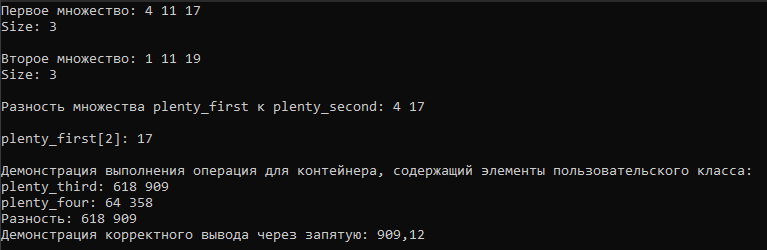 Первое множество: 4 11 17
Size: 3
Второе множество: 1 11 19
Size: 3
Разность множества plenty_first к plenty_second: 4 17
plenty_first[2]: 17
Демонстрация выполнения операция для контейнера, содержащий элементы пользовательского класса:
plenty_third: 618 909
plenty_four: 64 358
Разность: 618 909
Демонстрация корректного вывода через запятую: 909,12